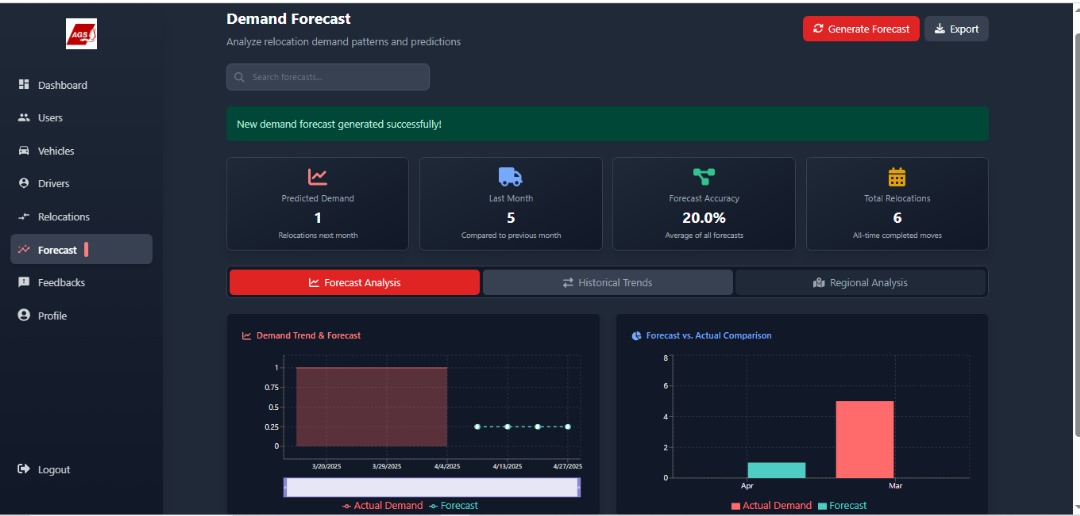 AGS
Dashboard
Users
Vehicles
Drivers
Relocations
Forecast
Feedbacks
Profile
Logout
Demand Forecast
Analyze relocation demand patterns and predictions
Generate Forecast
Export
Search forecasts...
New demand forecast generated successfully!
Predicted Demand
1
Relocations next month
Last Month
5
Compared to previous month
Forecast Accuracy
20.0%
Average of all forecasts
Total Relocations
6
All-time completed moves
Forecast Analysis
Historical Trends
Regional Analysis
Demand Trend & Forecast
1
0.75
0.5
0.25
0
3/20/2025 3/29/2025 4/4/2025 4/13/2025 4/27/2025
Actual Demand Forecast
Forecast vs. Actual Comparison
8
6
4
2
0
Apr Mar
Actual Demand Forecast